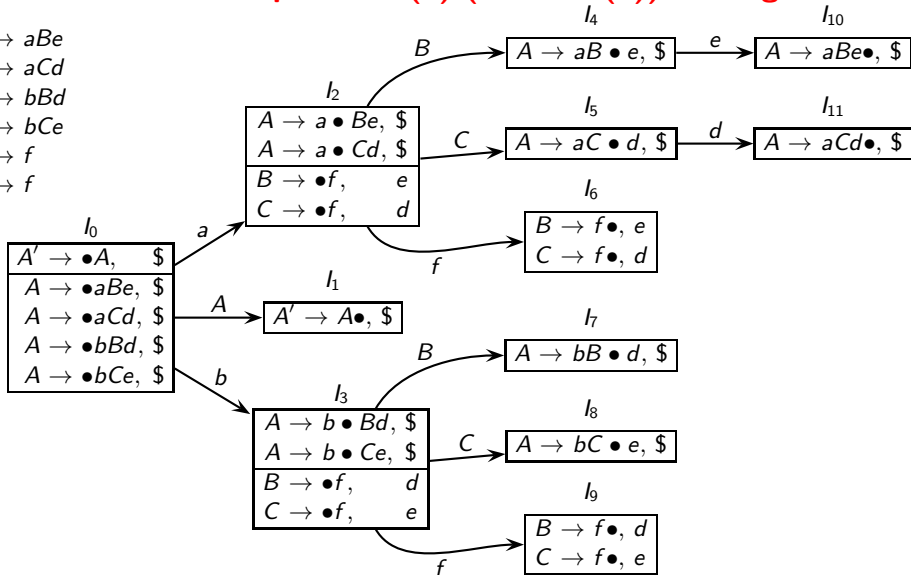 → aBe
→ aCd
→ bBd
→ bCe
→ f
→ f
I₀
A′ → •A, $
A → •aBe, $
A → •aCd, $
A → •bBd, $
A → •bCe, $
a
A
b
I₂
A → a • Be, $
A → a • Cd, $
B → •f, e
C → •f, d
B
C
f
I₁
A′ → A•, $
I₃
A → b • Bd, $
A → b • Ce, $
B → •f, d
C → •f, e
B
C
f
I₄
A → aB • e, $
e
I₁₀
A → aBe•, $
I₅
A → aC • d, $
d
I₁₁
A → aCd•, $
I₆
B → f•, e
C → f•, d
I₇
A → bB • d, $
I₈
A → bC • e, $
I₉
B → f•, d
C → f•, e